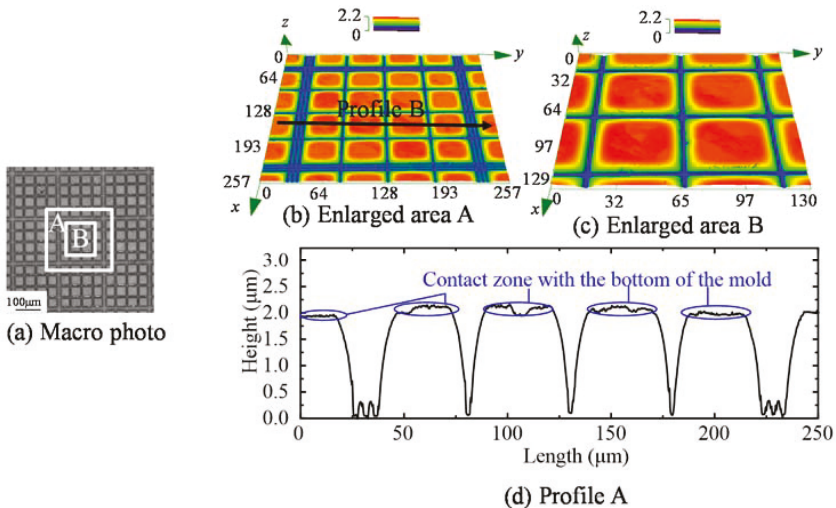 2.2
0
z
y
0
64
128
193
257
x
Profile B
0 64 128 193 257
(b) Enlarged area A
2.2
0
z
y
0
32
64
97
129
x
0 32 65 97 130
(c) Enlarged area B
A
B
100μm
(a) Macro photo
Contact zone with the bottom of the mold
Height (μm)
3.0
2.5
2.0
1.5
1.0
0.5
0.0
0 50 100 150 200 250
Length (μm)
(d) Profile A